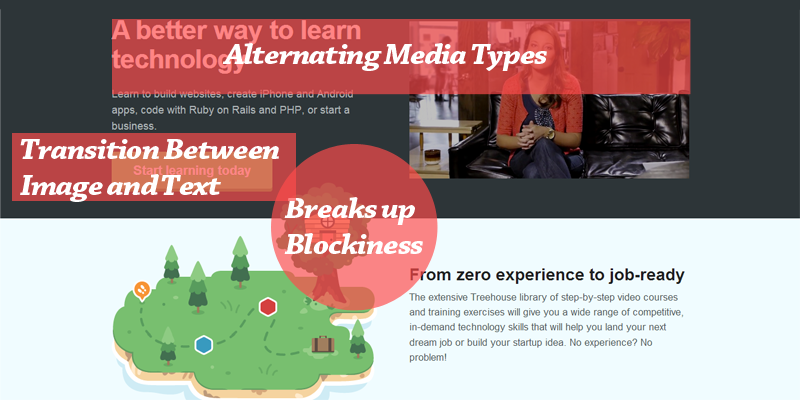 A better way to learn
technology
Alternating Media Types
Learn to build websites, create iPhone and Android
apps, code with Ruby on Rails and PHP, or start a
business.
Transition Between
Image and Text
Start learning today
Breaks up
Blockiness
From zero experience to job-ready
The extensive Treehouse library of step-by-step video courses
and training exercises will give you a wide range of competitive,
in-demand technology skills that will help you land your next
dream job or build your startup idea. No experience? No
problem!